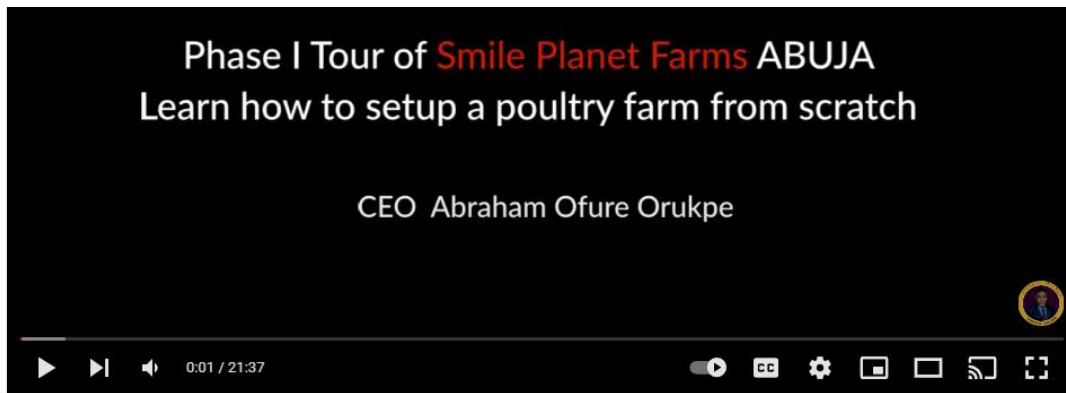 Phase I Tour of Smile Planet Farms ABUJA
Learn how to setup a poultry farm from scratch
CEO Abraham Ofure Orukpe
0:01 / 21:37
CC